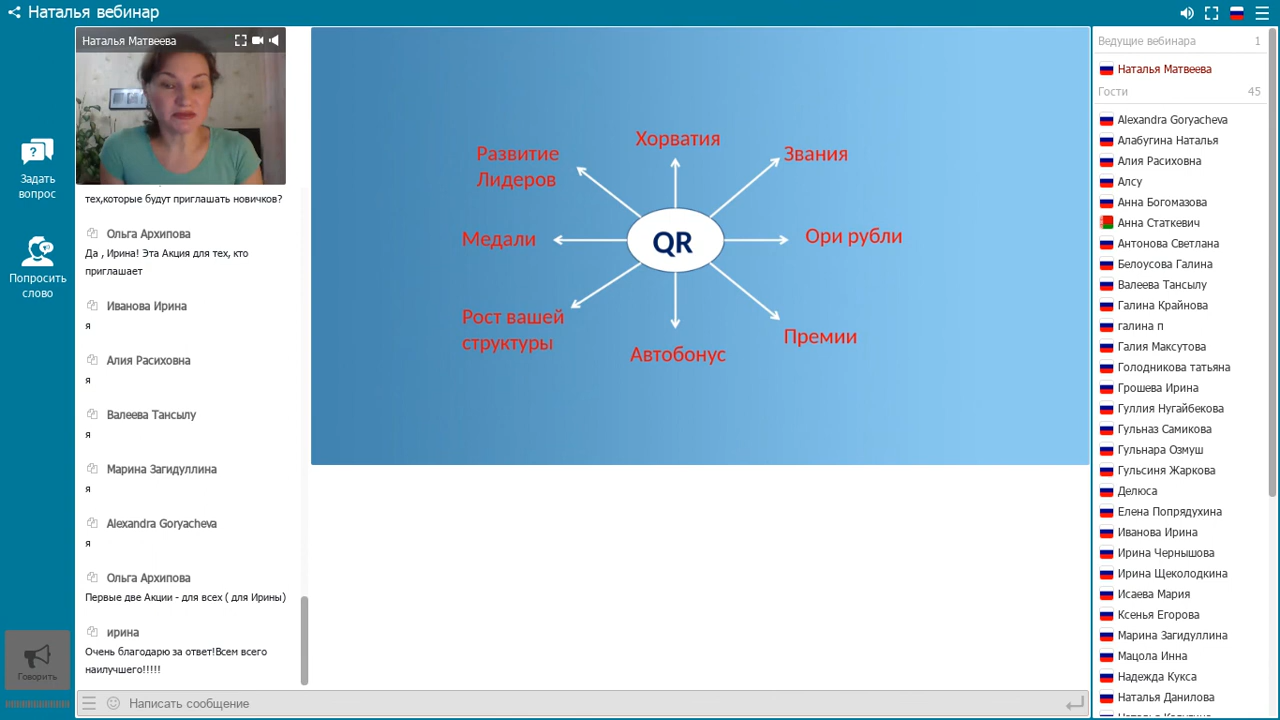 Наталья вебинар
Наталья Матвеева
Задать
вопрос
Попросить
слово
Говорить
тех,которые будут приглашать новичков?
Ольга Архипова
Да , Ирина! Эта Акция для тех, кто
приглашает
Иванова Ирина
я
Алия Расиховна
я
Валеева Тансылу
я
Марина Загидуллина
я
Alexandra Goryacheva
я
Ольга Архипова
Первые две Акции - для всех ( для Ирины)
ирина
Очень благодарю за ответ!Всем всего
наилучшего!!!!!
Написать сообщение
Хорватия
Развитие
Лидеров
Звания
Медали
QR
Ори рубли
Рост вашей
структуры
Автобонус
Премии
Ведущие вебинара 1
Наталья Матвеева
Гости 45
Alexandra Goryacheva
Алабугина Наталья
Алия Расиховна
Алсу
Анна Богомазова
Анна Статкевич
Антонова Светлана
Белоусова Галина
Валеева Тансылу
Галина Крайнова
галина п
Галия Максутова
Голодникова татьяна
Грошева Ирина
Гуллия Нугайбекова
Гульназ Самикова
Гульнара Озмуш
Гульсиня Жаркова
Делюса
Елена Попрядухина
Иванова Ирина
Ирина Чернышова
Ирина Щеколодкина
Исаева Мария
Ксенья Егорова
Марина Загидуллина
Мацола Инна
Надежда Кукса
Наталья Данилова